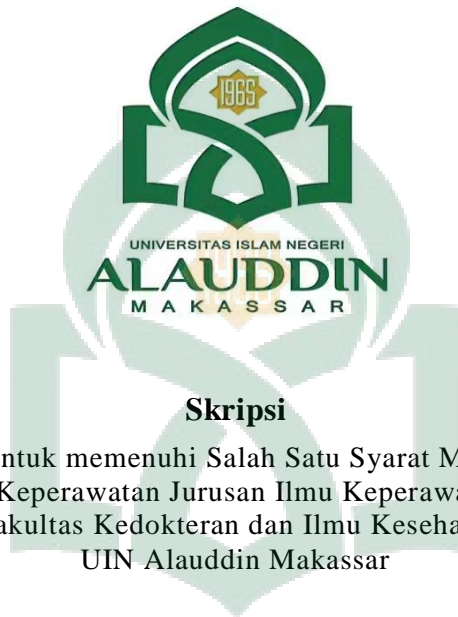 1965
UNIVERSITAS ISLAM NEGERI
ALAUDDIN
MAKASSAR
Skripsi
ntuk memenuhi Salah Satu Syarat M
Keperawatan Jurusan Ilmu Keperawa
akultas Kedokteran dan Ilmu Keseha
UIN Alauddin Makassar